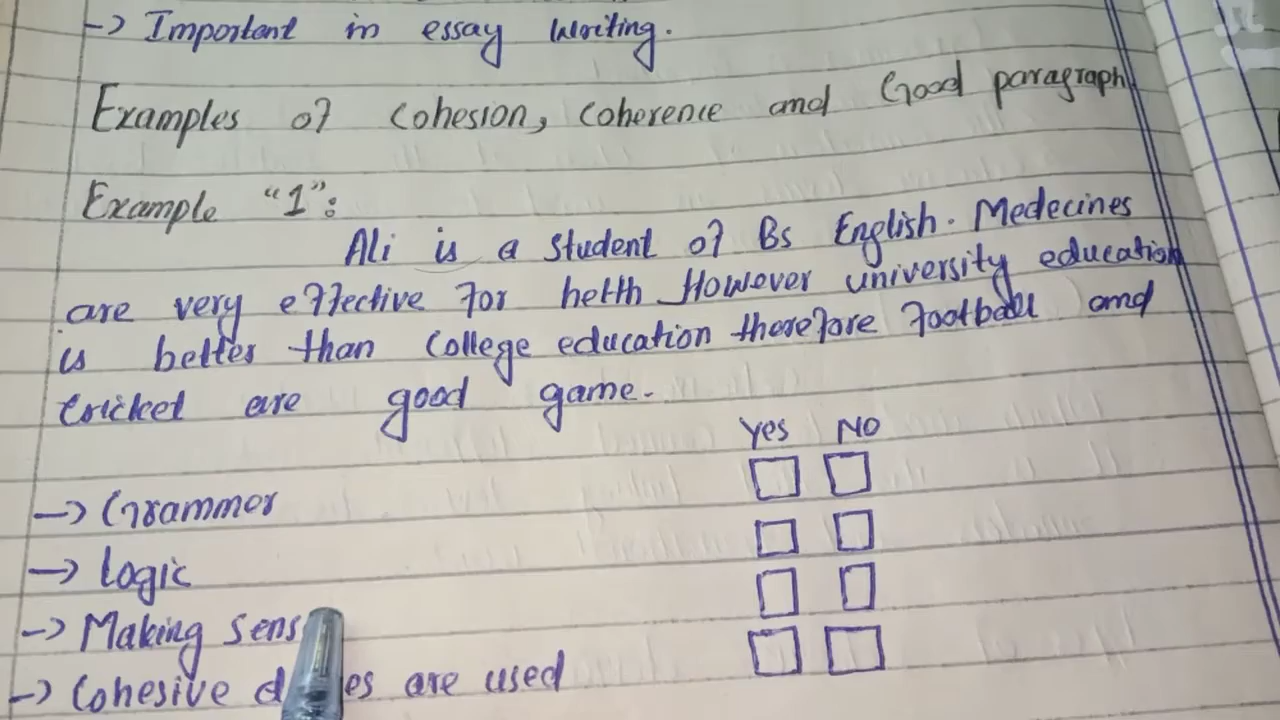 -> Important in essay writing.
Examples of Cohesion, Coherence and Good paragraph
Example "1":
Ali is a student of Bs English. Medecines
are very effective for helth However university education
is better than College education therefore football and
Cricket are good game.
Yes No
-> Grammer
-> Logic
-> Making sens
-> Cohesive are used